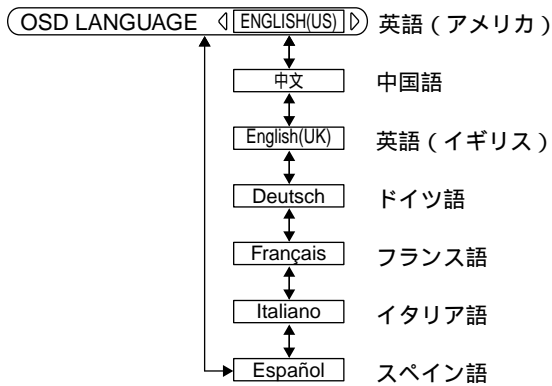 OSD LANGUAGE ENGLISH(US) 英語（アメリカ）
中文 中国語
English(UK) 英語（イギリス）
Deutsch ドイツ語
Français フランス語
Italiano イタリア語
Español スペイン語